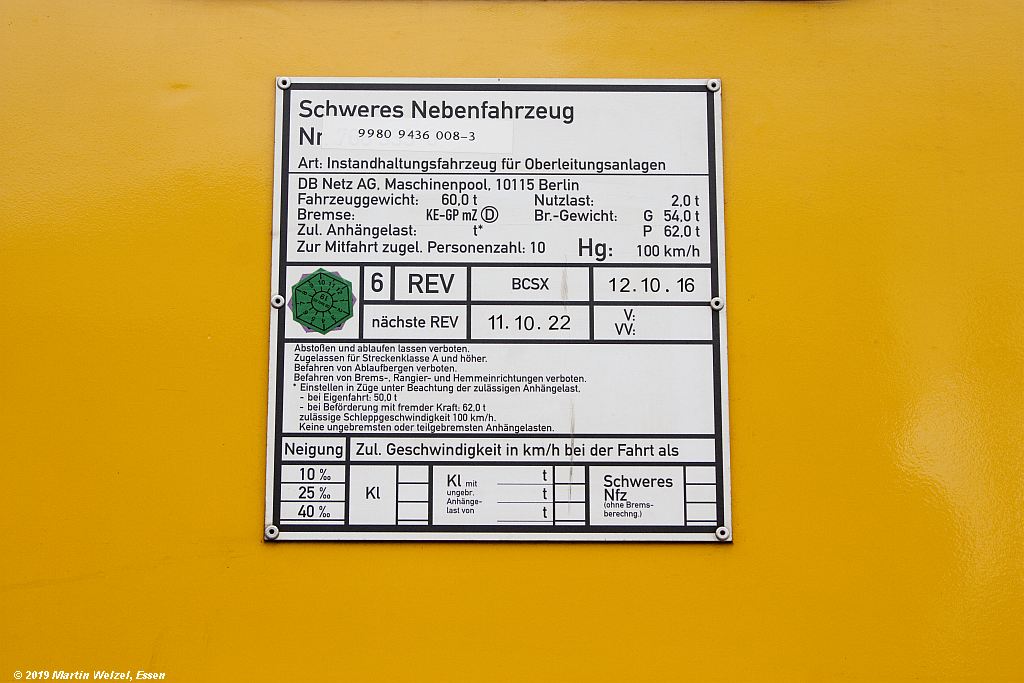 Schweres Nebenfahrzeug
Nr 9980 9436 008-3
Art: Instandhaltungsfahrzeug für Oberleitungsanlagen
DB Netz AG, Maschinenpool, 10115 Berlin
Fahrzeuggewicht: 60,0 t Nutzlast: 2,0 t
Bremse: KE-GP mZ D Br.-Gewicht: G 54,0 t
Zul. Anhängelast: t* P 62,0 t
Zur Mitfahrt zugel. Personenzahl: 10 Hg: 100 km/h
6 REV BCSX 12.10.16
nächste REV 11.10.22 V:
VV:
Abstoßen und ablaufen lassen verboten.
Zugelassen für Streckenklasse A und höher.
Befahren von Ablaufbergen verboten.
Befahren von Brems-, Rangier- und Hemmeinrichtungen verboten.
* Einstellen in Züge unter Beachtung der zulässigen Anhängelast.
- bei Eigenfahrt: 50,0 t
- bei Beförderung mit fremder Kraft: 62,0 t
zulässige Schleppgeschwindigkeit 100 km/h.
Keine ungebremsten oder teilgebremsten Anhängelasten.
Neigung Zul. Geschwindigkeit in km/h bei der Fahrt als
10 ‰
25 ‰
40 ‰
Kl
Kl mit
ungebr.
Anhänge-
last von
t
t
t
Schweres
Nfz
(ohne Brems-
berechng.)
© 2019 Martin Welzel, Essen